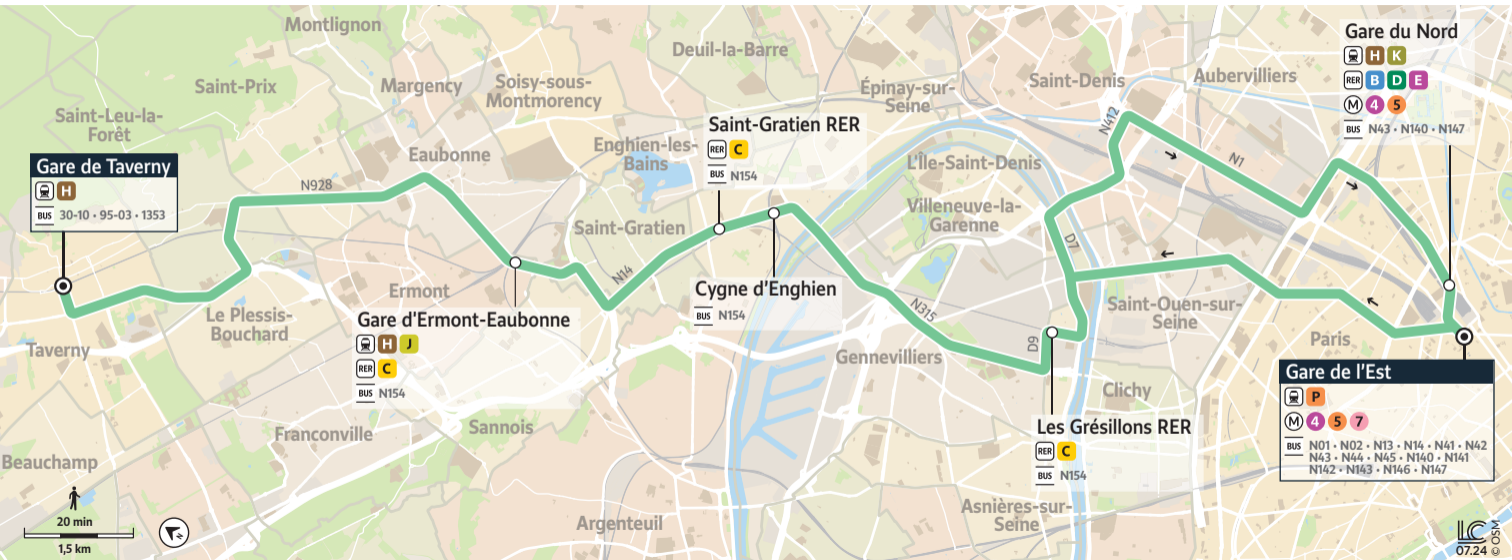 Montlignon
Deuil-la-Barre
Gare du Nord
H K
RER B D E
M 4 5
BUS N43 • N140 • N147
Saint-Prix
Margency
Soisy-sous-
Montmorency
Épinay-sur-
Seine
Saint-Denis
Aubervilliers
Saint-Leu-la-
Forêt
Eaubonne
Enghien-les-
Bains
Saint-Gratien RER
RER C
BUS N154
N412
N1
L'Île-Saint-Denis
Gare de Taverny
H
BUS 30-10 • 95-03 • 1353
N928
Saint-Gratien
Villeneuve-la-
Garenne
D7
N14
Cygne d'Enghien
BUS N154
N315
Ermont
Le Plessis-
Bouchard
Saint-Ouen-sur-
Seine
Gare d'Ermont-Eaubonne
H J
RER C
BUS N154
Taverny
D9
Gennevilliers
Paris
Gare de l'Est
P
M 4 5 7
BUS N01 • N02 • N13 • N14 • N41 • N42
N43 • N44 • N45 • N140 • N141
N142 • N143 • N146 • N147
Clichy
Franconville
Sannois
Les Grésillons RER
RER C
BUS N154
Beauchamp
Argenteuil
Asnières-sur-
Seine
20 min
1,5 km
N
LC
07.24
© OSM